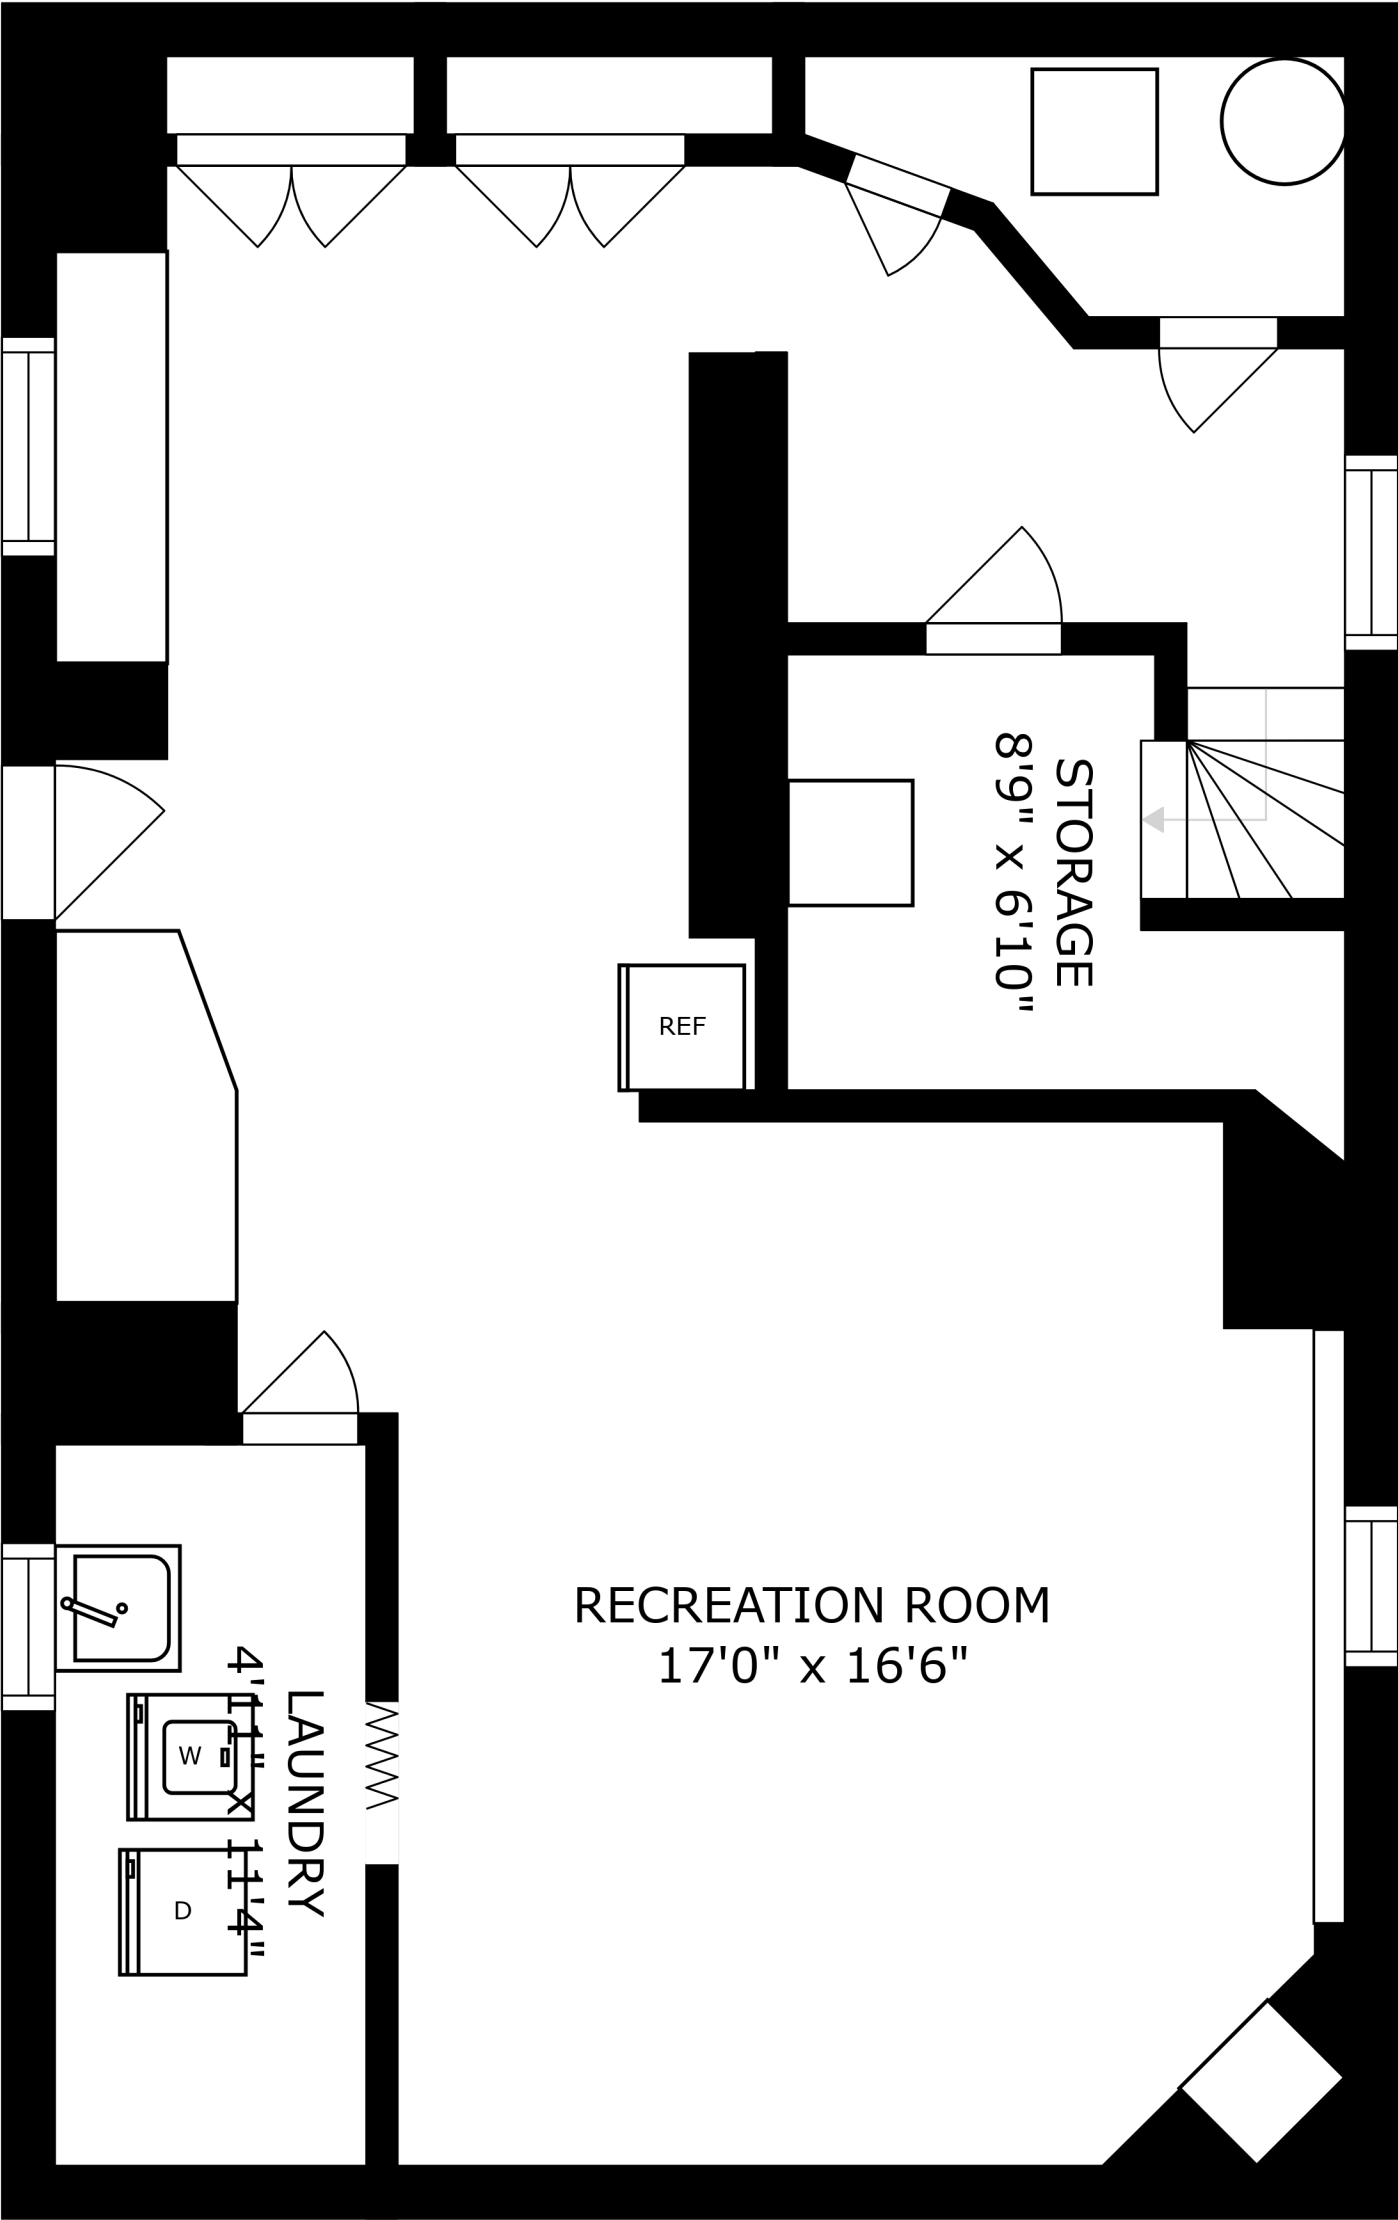 STORAGE
8'9" x 6'10"
REF
RECREATION ROOM
17'0" x 16'6"
LAUNDRY
4'11" x 11'4"
W
D